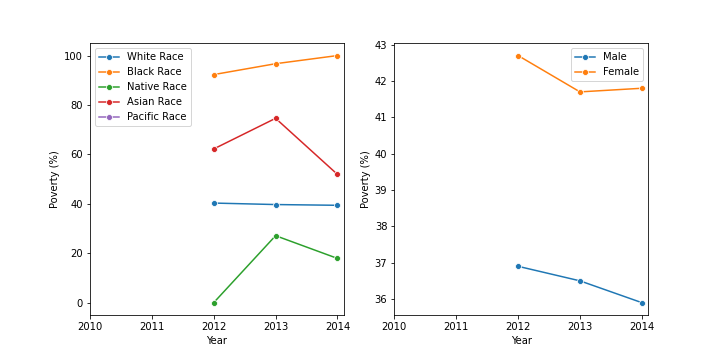 White Race
Black Race
Native Race
Asian Race
Pacific Race
100
80
60
40
20
0
Poverty (%)
2010 2011 2012 2013 2014
Year
Male
Female
43
42
41
40
39
38
37
36
Poverty (%)
2010 2011 2012 2013 2014
Year